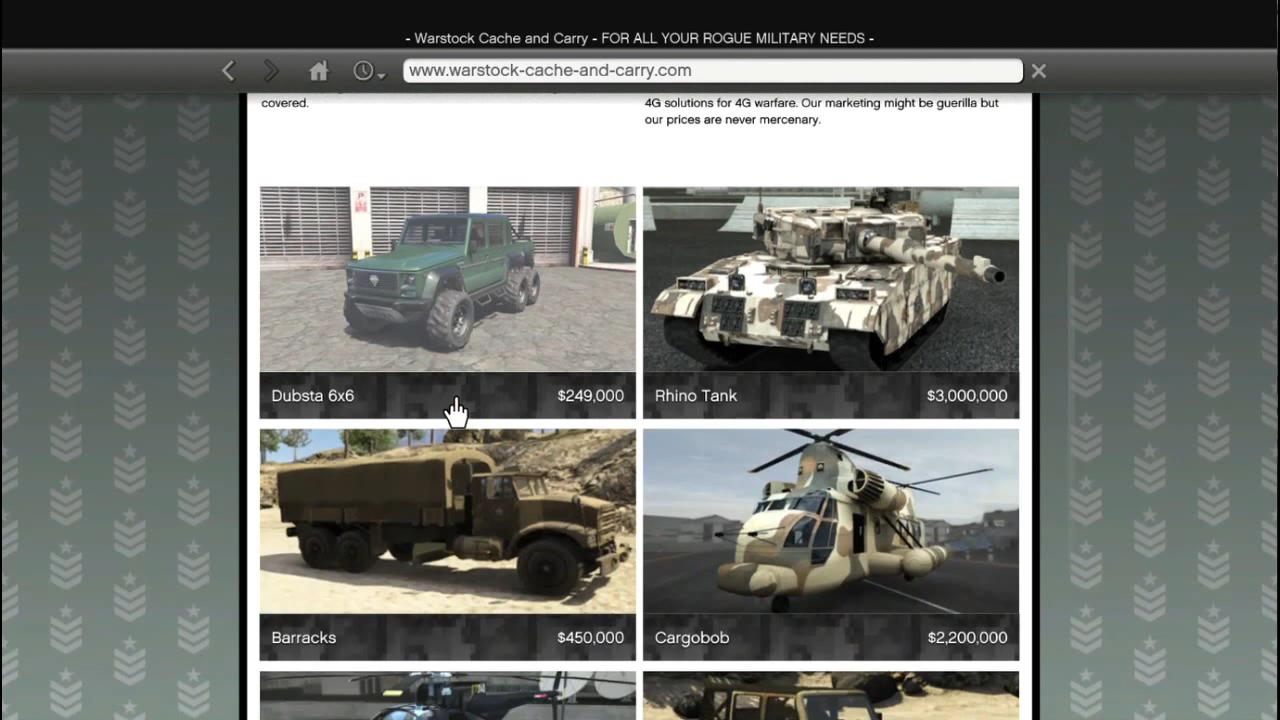 - Warstock Cache and Carry - FOR ALL YOUR ROGUE MILITARY NEEDS -
www.warstock-cache-and-carry.com
covered.
4G solutions for 4G warfare. Our marketing might be guerilla but
our prices are never mercenary.
Dubsta 6x6 $249,000
Rhino Tank $3,000,000
Barracks $450,000
Cargobob $2,200,000